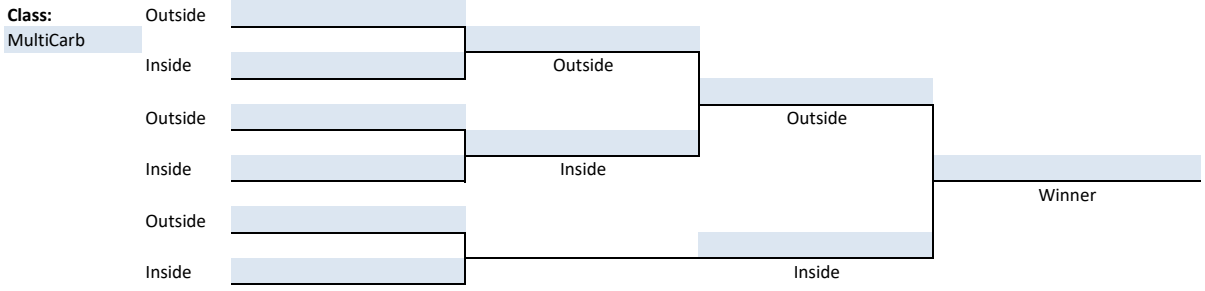 Class: Outside
MultiCarb
Inside Outside
Outside Outside
Inside Inside
Winner
Outside
Inside Inside